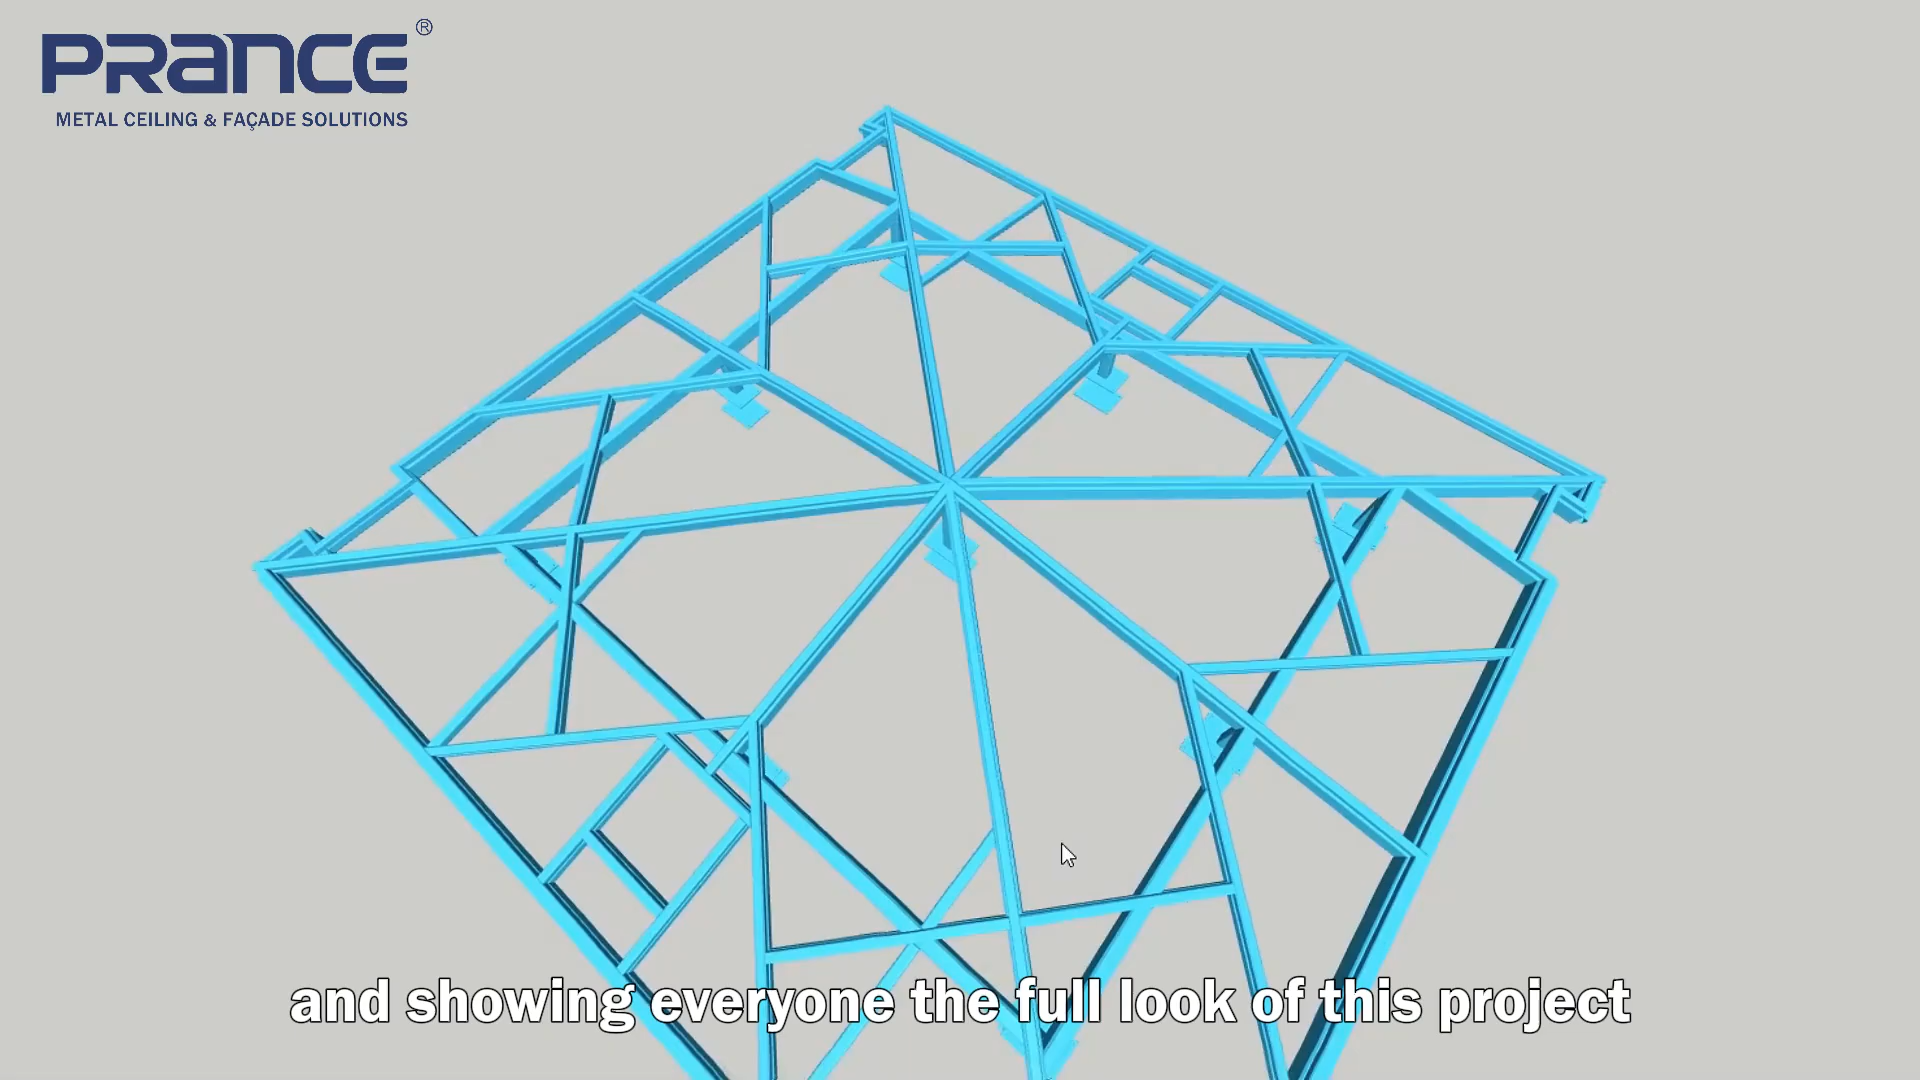 PRANCE®
METAL CEILING & FAÇADE SOLUTIONS
and showing everyone the full look of this project